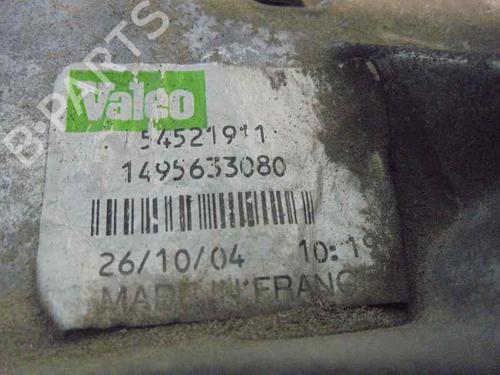 B-PARTS
Valeo
54521911
1495633080
26/10/04 10:19
MADE IN FRANCE